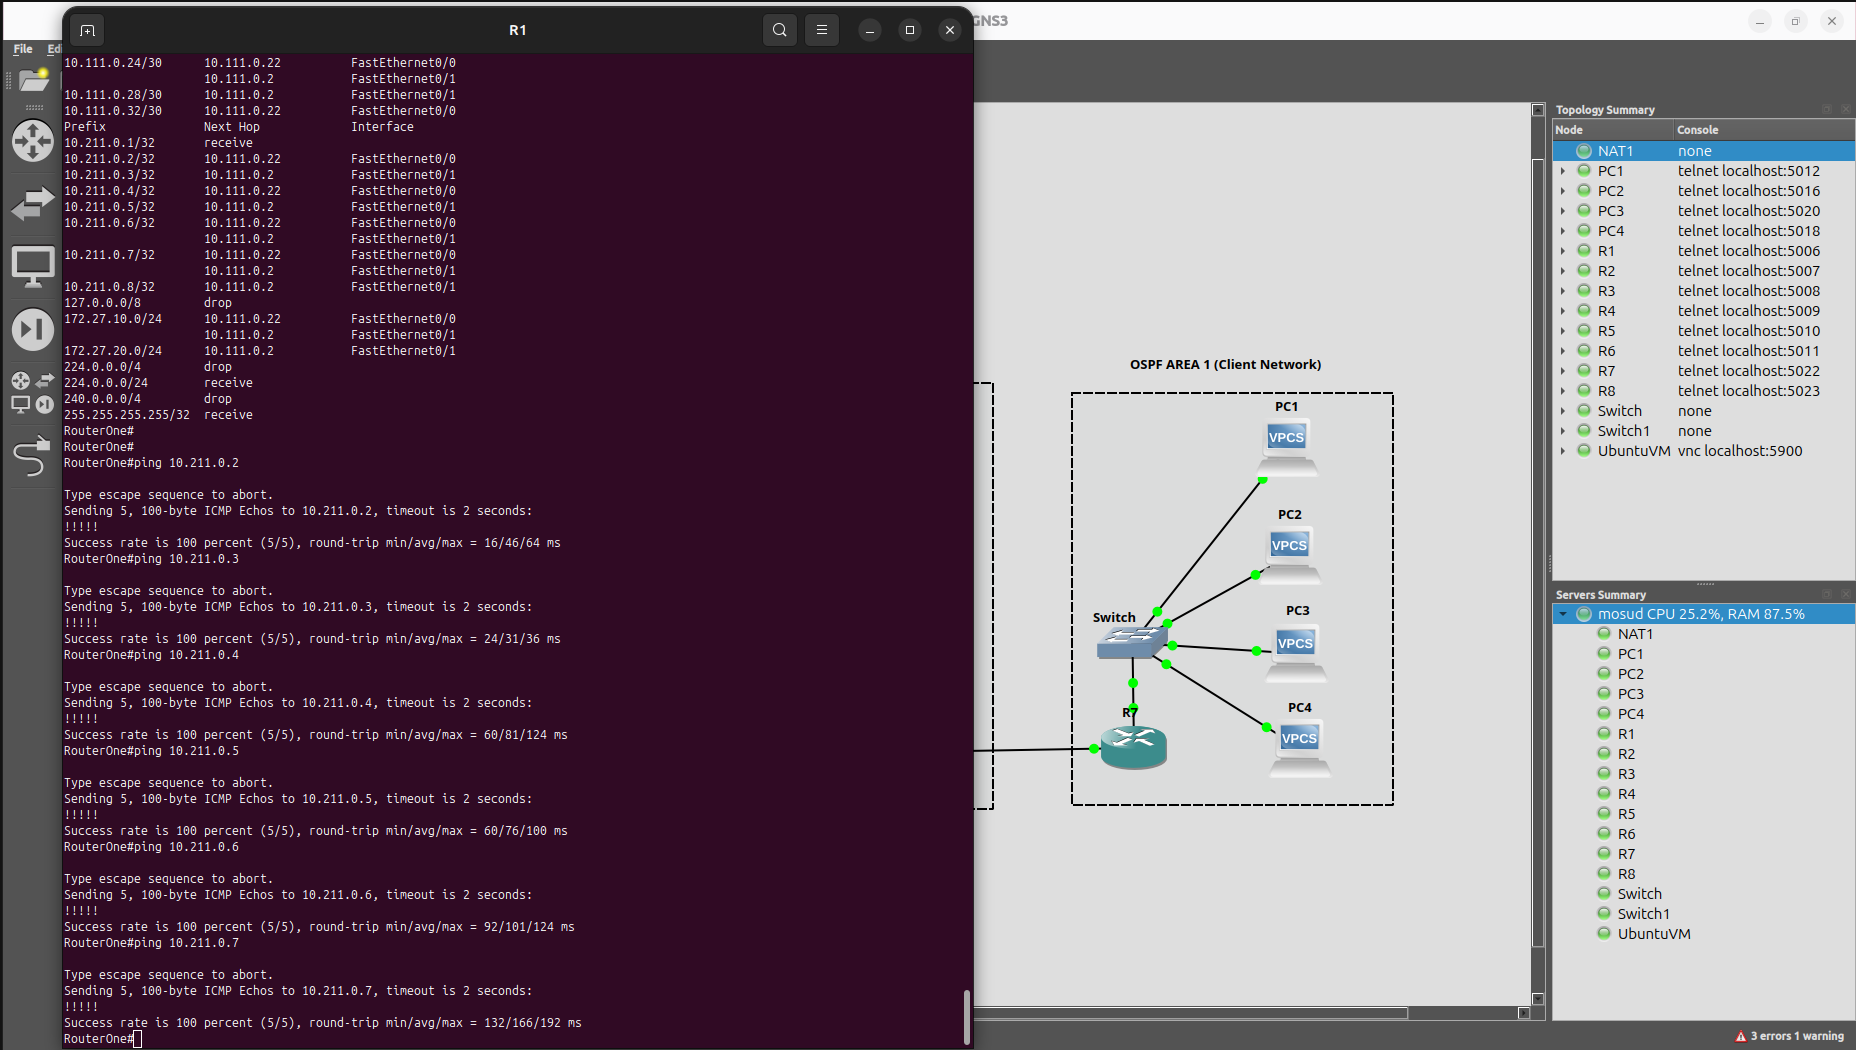 R1
GNS3
File Edi
10.111.0.24/30 10.111.0.22 FastEthernet0/0
10.111.0.2 FastEthernet0/1
10.111.0.28/30 10.111.0.2 FastEthernet0/1
10.111.0.32/30 10.111.0.22 FastEthernet0/0
Prefix Next Hop Interface
10.211.0.1/32 receive
10.211.0.2/32 10.111.0.22 FastEthernet0/0
10.211.0.3/32 10.111.0.2 FastEthernet0/1
10.211.0.4/32 10.111.0.22 FastEthernet0/0
10.211.0.5/32 10.111.0.2 FastEthernet0/1
10.211.0.6/32 10.111.0.22 FastEthernet0/0
10.111.0.2 FastEthernet0/1
10.211.0.7/32 10.111.0.22 FastEthernet0/0
10.111.0.2 FastEthernet0/1
10.211.0.8/32 10.111.0.2 FastEthernet0/1
127.0.0.0/8 drop
172.27.10.0/24 10.111.0.22 FastEthernet0/0
10.111.0.2 FastEthernet0/1
172.27.20.0/24 10.111.0.2 FastEthernet0/1
224.0.0.0/4 drop
224.0.0.0/24 receive
240.0.0.0/4 drop
255.255.255.255/32 receive
RouterOne#
RouterOne#
RouterOne#ping 10.211.0.2
Type escape sequence to abort.
Sending 5, 100-byte ICMP Echos to 10.211.0.2, timeout is 2 seconds:
!!!!!
Success rate is 100 percent (5/5), round-trip min/avg/max = 16/46/64 ms
RouterOne#ping 10.211.0.3
Type escape sequence to abort.
Sending 5, 100-byte ICMP Echos to 10.211.0.3, timeout is 2 seconds:
!!!!!
Success rate is 100 percent (5/5), round-trip min/avg/max = 24/31/36 ms
RouterOne#ping 10.211.0.4
Type escape sequence to abort.
Sending 5, 100-byte ICMP Echos to 10.211.0.4, timeout is 2 seconds:
!!!!!
Success rate is 100 percent (5/5), round-trip min/avg/max = 60/81/124 ms
RouterOne#ping 10.211.0.5
Type escape sequence to abort.
Sending 5, 100-byte ICMP Echos to 10.211.0.5, timeout is 2 seconds:
!!!!!
Success rate is 100 percent (5/5), round-trip min/avg/max = 60/76/100 ms
RouterOne#ping 10.211.0.6
Type escape sequence to abort.
Sending 5, 100-byte ICMP Echos to 10.211.0.6, timeout is 2 seconds:
!!!!!
Success rate is 100 percent (5/5), round-trip min/avg/max = 92/101/124 ms
RouterOne#ping 10.211.0.7
Type escape sequence to abort.
Sending 5, 100-byte ICMP Echos to 10.211.0.7, timeout is 2 seconds:
!!!!!
Success rate is 100 percent (5/5), round-trip min/avg/max = 132/166/192 ms
RouterOne#
OSPF AREA 1 (Client Network)
PC1
VPCS
PC2
VPCS
PC3
VPCS
Switch
PC4
VPCS
R7
Topology Summary
Node Console
NAT1 none
PC1 telnet localhost:5012
PC2 telnet localhost:5016
PC3 telnet localhost:5020
PC4 telnet localhost:5018
R1 telnet localhost:5006
R2 telnet localhost:5007
R3 telnet localhost:5008
R4 telnet localhost:5009
R5 telnet localhost:5010
R6 telnet localhost:5011
R7 telnet localhost:5022
R8 telnet localhost:5023
Switch none
Switch1 none
UbuntuVM vnc localhost:5900
Servers Summary
mosud CPU 25.2%, RAM 87.5%
NAT1
PC1
PC2
PC3
PC4
R1
R2
R3
R4
R5
R6
R7
R8
Switch
Switch1
UbuntuVM
3 errors 1 warning